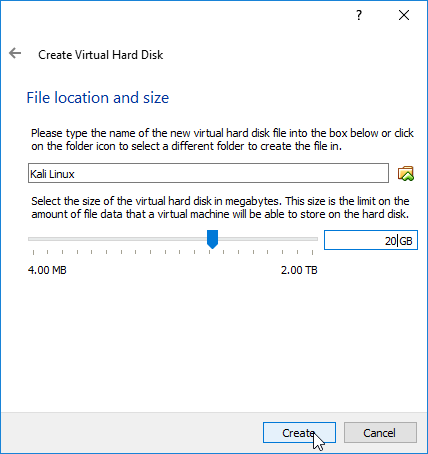 ?
Create Virtual Hard Disk
File location and size
Please type the name of the new virtual hard disk file into the box below or click
on the folder icon to select a different folder to create the file in.
Kali Linux
Select the size of the virtual hard disk in megabytes. This size is the limit on the
amount of file data that a virtual machine will be able to store on the hard disk.
20 GB
4.00 MB 2.00 TB
Create Cancel